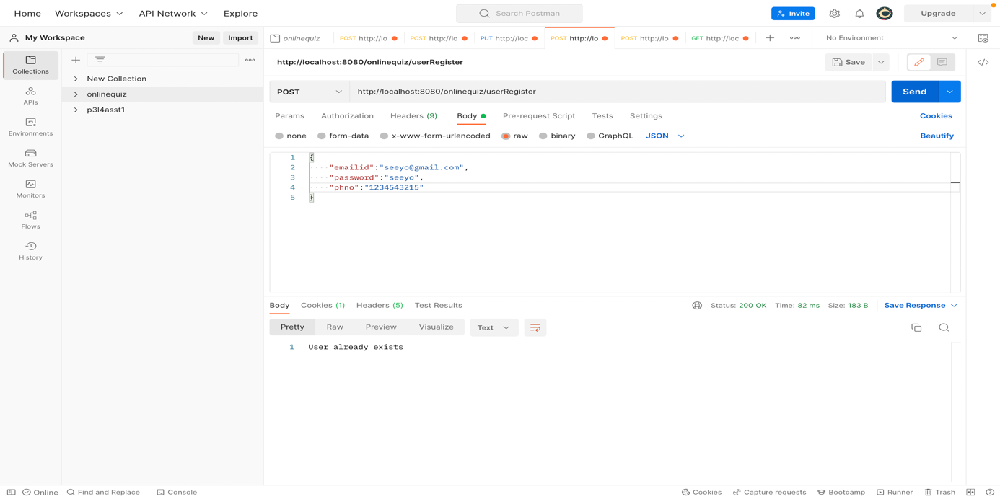 Home Workspaces API Network Explore Search Postman Invite Upgrade
My Workspace New Import onlinequiz POST http://lo POST http://lo PUT http://loc POST http://lo POST http://lo GET http://loc No Environment
Collections
APIs
Environments
Mock Servers
Monitors
Flows
History
New Collection
onlinequiz
p3l4asst1
http://localhost:8080/onlinequiz/userRegister Save
POST http://localhost:8080/onlinequiz/userRegister Send
Params Authorization Headers (9) Body Pre-request Script Tests Settings Cookies
none form-data x-www-form-urlencoded raw binary GraphQL JSON Beautify
1 {
2 "emailid":"seeyo@gmail.com",
3 "password":"seeyo",
4 "phno":"1234543215"
5 }
Body Cookies (1) Headers (5) Test Results Status: 200 OK Time: 82 ms Size: 183 B Save Response
Pretty Raw Preview Visualize Text
1 User already exists
Online Find and Replace Console Cookies Capture requests Bootcamp Runner Trash